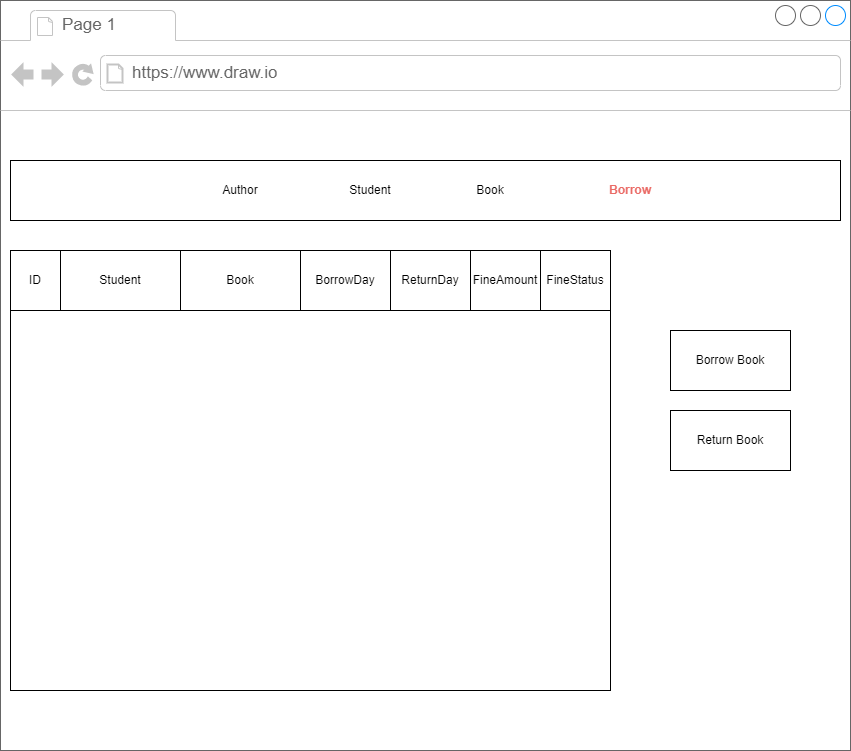 Page 1
https://www.draw.io
Author Student Book Borrow
ID Student Book BorrowDay ReturnDay FineAmount FineStatus
Borrow Book
Return Book